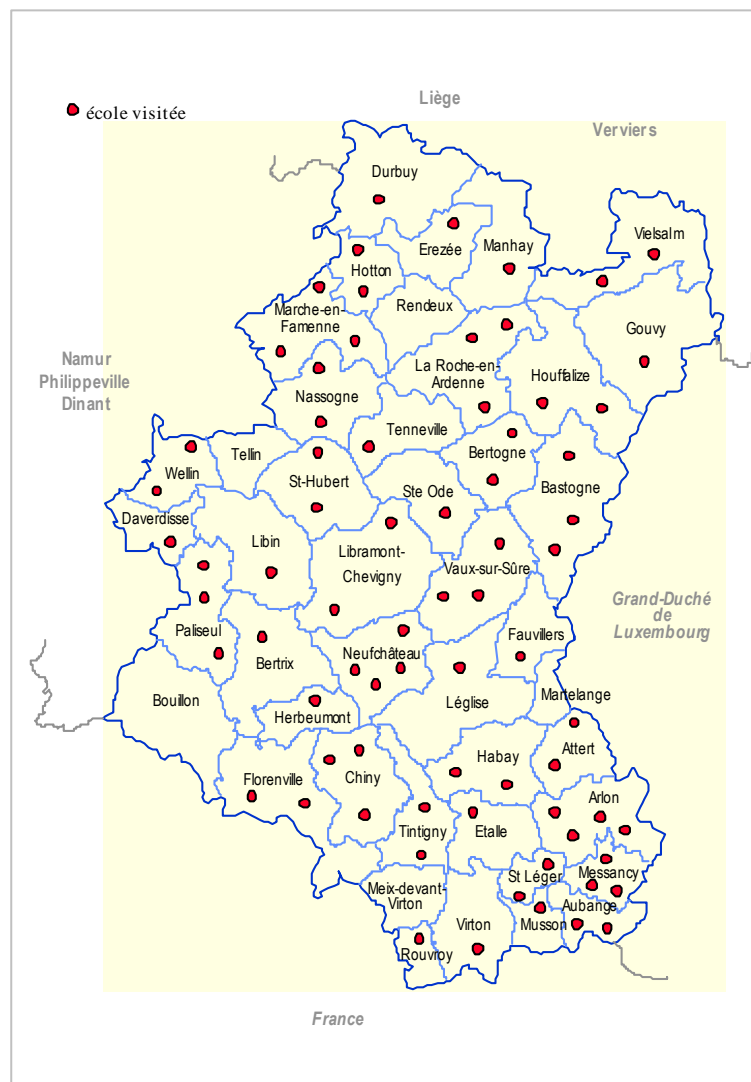 Liège
école visitée
Verviers
Durbuy
Vielsalm
Erezée
Manhay
Hotton
Rendeux
Marche-en-
Famenne
Gouvy
Namur
Philippeville
Dinant
La Roche-en-
Ardenne
Houffalize
Nassogne
Tenneville
Bertogne
Tellin
Wellin
St-Hubert
Ste Ode
Bastogne
Daverdisse
Libin
Libramont-
Chevigny
Vaux-sur-Sûre
Grand-Duché
de
Luxembourg
Paliseul
Fauvillers
Neufchâteau
Bertrix
Bouillon
Léglise
Martelange
Herbeumont
Habay
Attert
Florenville
Chiny
Arlon
Tintigny
Etalle
St Léger
Messancy
Meix-devant-
Virton
Aubange
Virton
Musson
Rouvroy
France